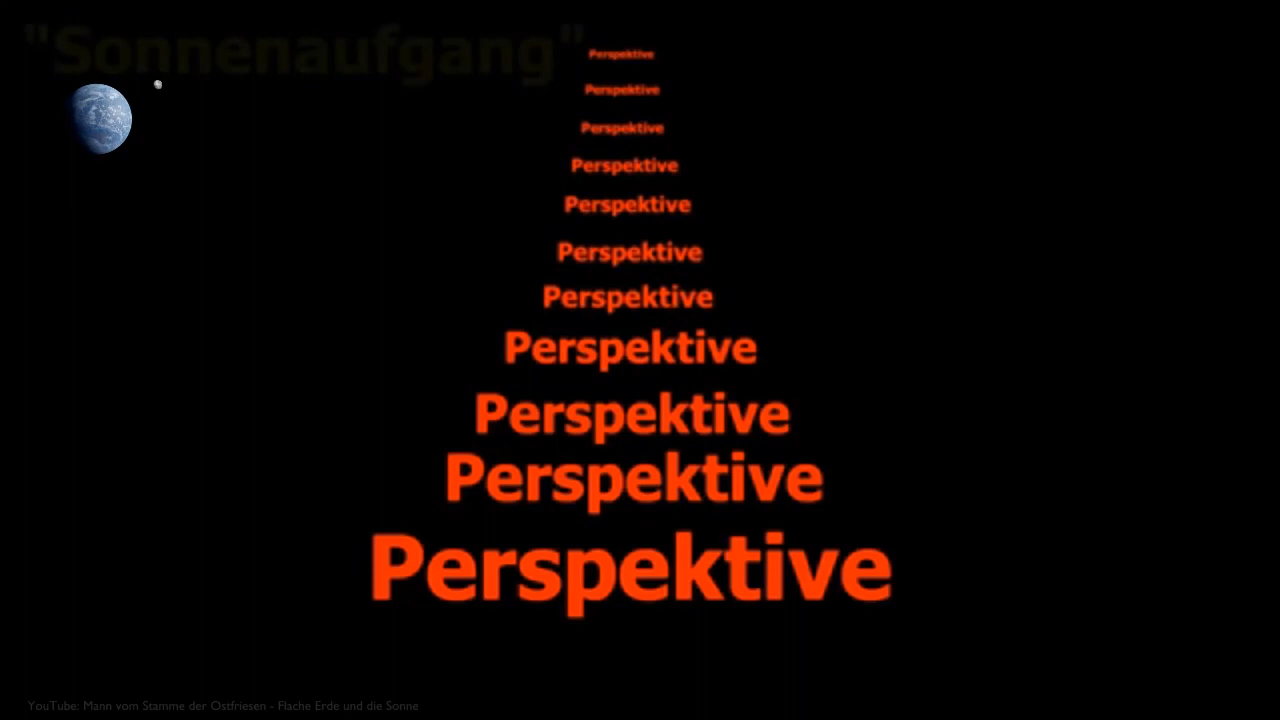 "Sonnenaufgang"
Perspektive
Perspektive
Perspektive
Perspektive
Perspektive
Perspektive
Perspektive
Perspektive
Perspektive
Perspektive
Perspektive
YouTube: Mann vom Stamme der Ostfriesen - Flache Erde und die Sonne